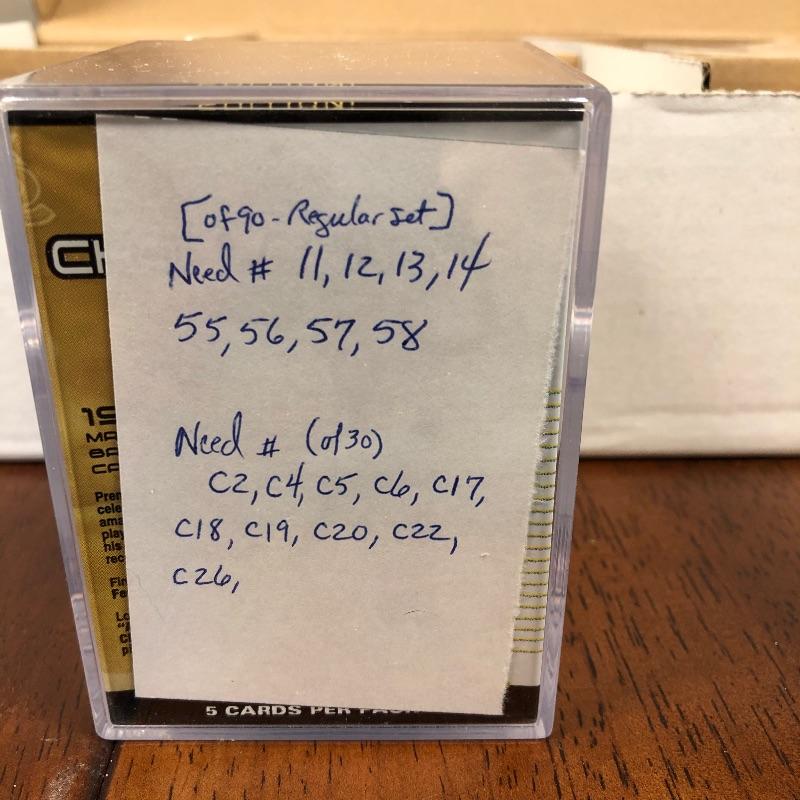 EDITION!
[of 90 - Regular set]
Need # 11, 12, 13, 14
55, 56, 57, 58
Need # (of 30)
C2, C4, C5, C6, C17,
C18, C19, C20, C22,
C26,
5 CARDS PER